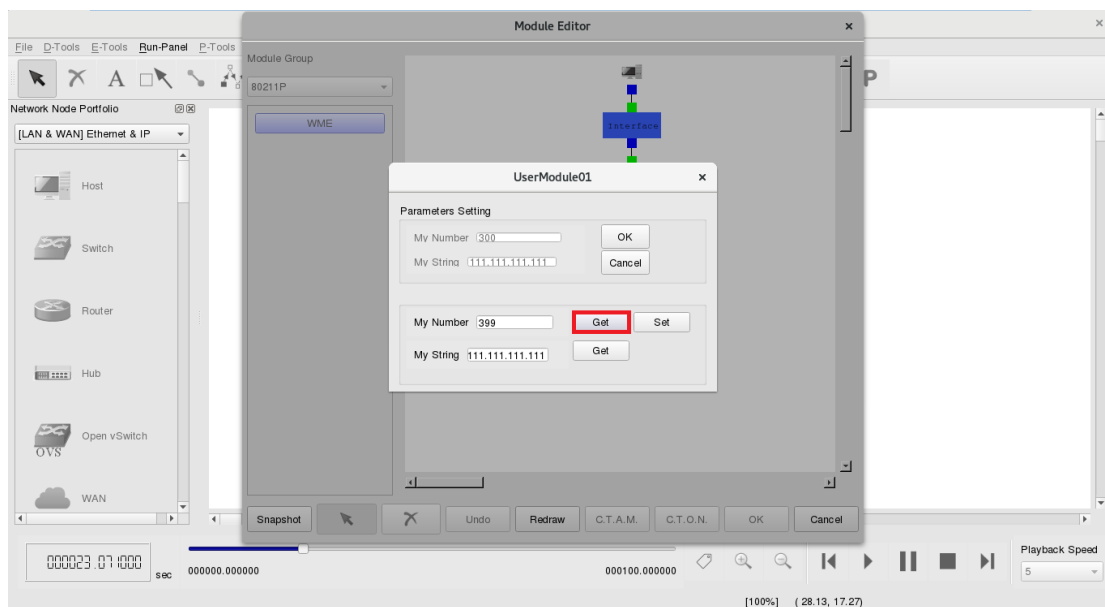 Module Editor
File D-Tools E-Tools Run-Panel P-Tools
A
P
Module Group
80211P
WME
Interface
Network Node Portfolio
[LAN & WAN] Ethernet & IP
Host
Switch
Router
Hub
Open vSwitch
OVS
WAN
UserModule01
Parameters Setting
My Number 300 OK
My String 111.111.111.111 Cancel
My Number 399 Get Set
My String 111.111.111.111 Get
Snapshot Undo Redraw C.T.A.M. C.T.O.N. OK Cancel
000023.071000 sec 000000.000000 000100.000000
Playback Speed
5
[100%] ( 28.13, 17.27)